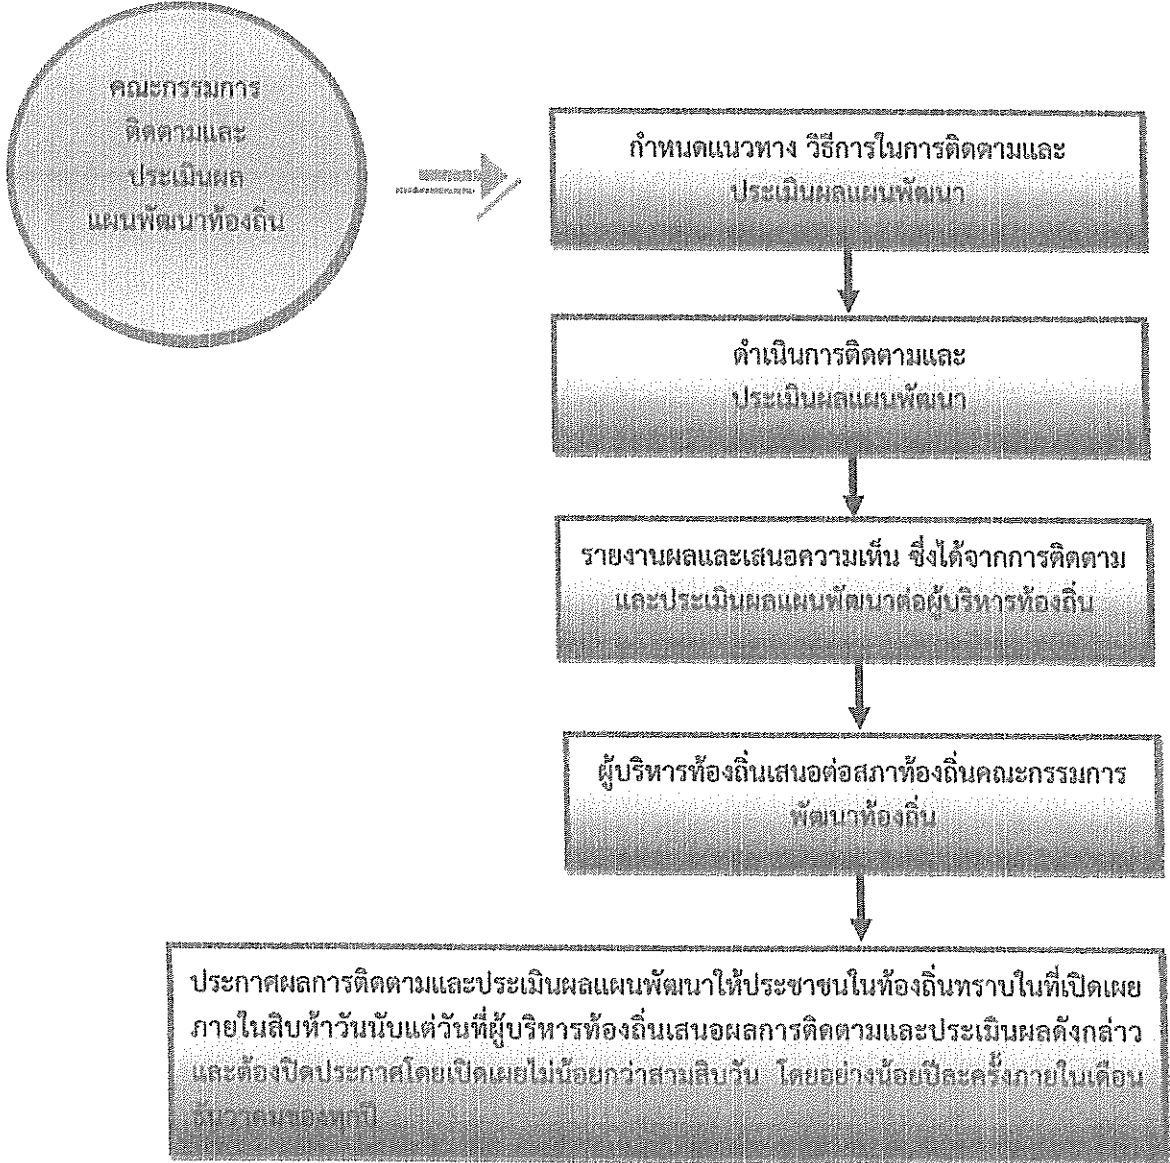 คณะกรรมการ
ติดตามและ
ประเมินผล
แผนพัฒนาท้องถิ่น
กำหนดแนวทาง วิธีการในการติดตามและ
ประเมินผลแผนพัฒนา
ดำเนินการติดตามและ
ประเมินผลแผนพัฒนา
รายงานผลและเสนอความเห็น ซึ่งได้จากการติดตาม
และประเมินผลแผนพัฒนาต่อผู้บริหารท้องถิ่น
ผู้บริหารท้องถิ่นเสนอต่อสภาท้องถิ่นคณะกรรมการ
พัฒนาท้องถิ่น
ประกาศผลการติดตามและประเมินผลแผนพัฒนาให้ประชาชนในท้องถิ่นทราบในที่เปิดเผย
ภายในสิบห้าวันนับแต่วันที่ผู้บริหารท้องถิ่นเสนอผลการติดตามและประเมินผลดังกล่าว
และต้องปิดประกาศโดยเปิดเผยไม่น้อยกว่าสามสิบวัน โดยอย่างน้อยปีละครั้งภายในเดือน
ธันวาคมของทุกปี